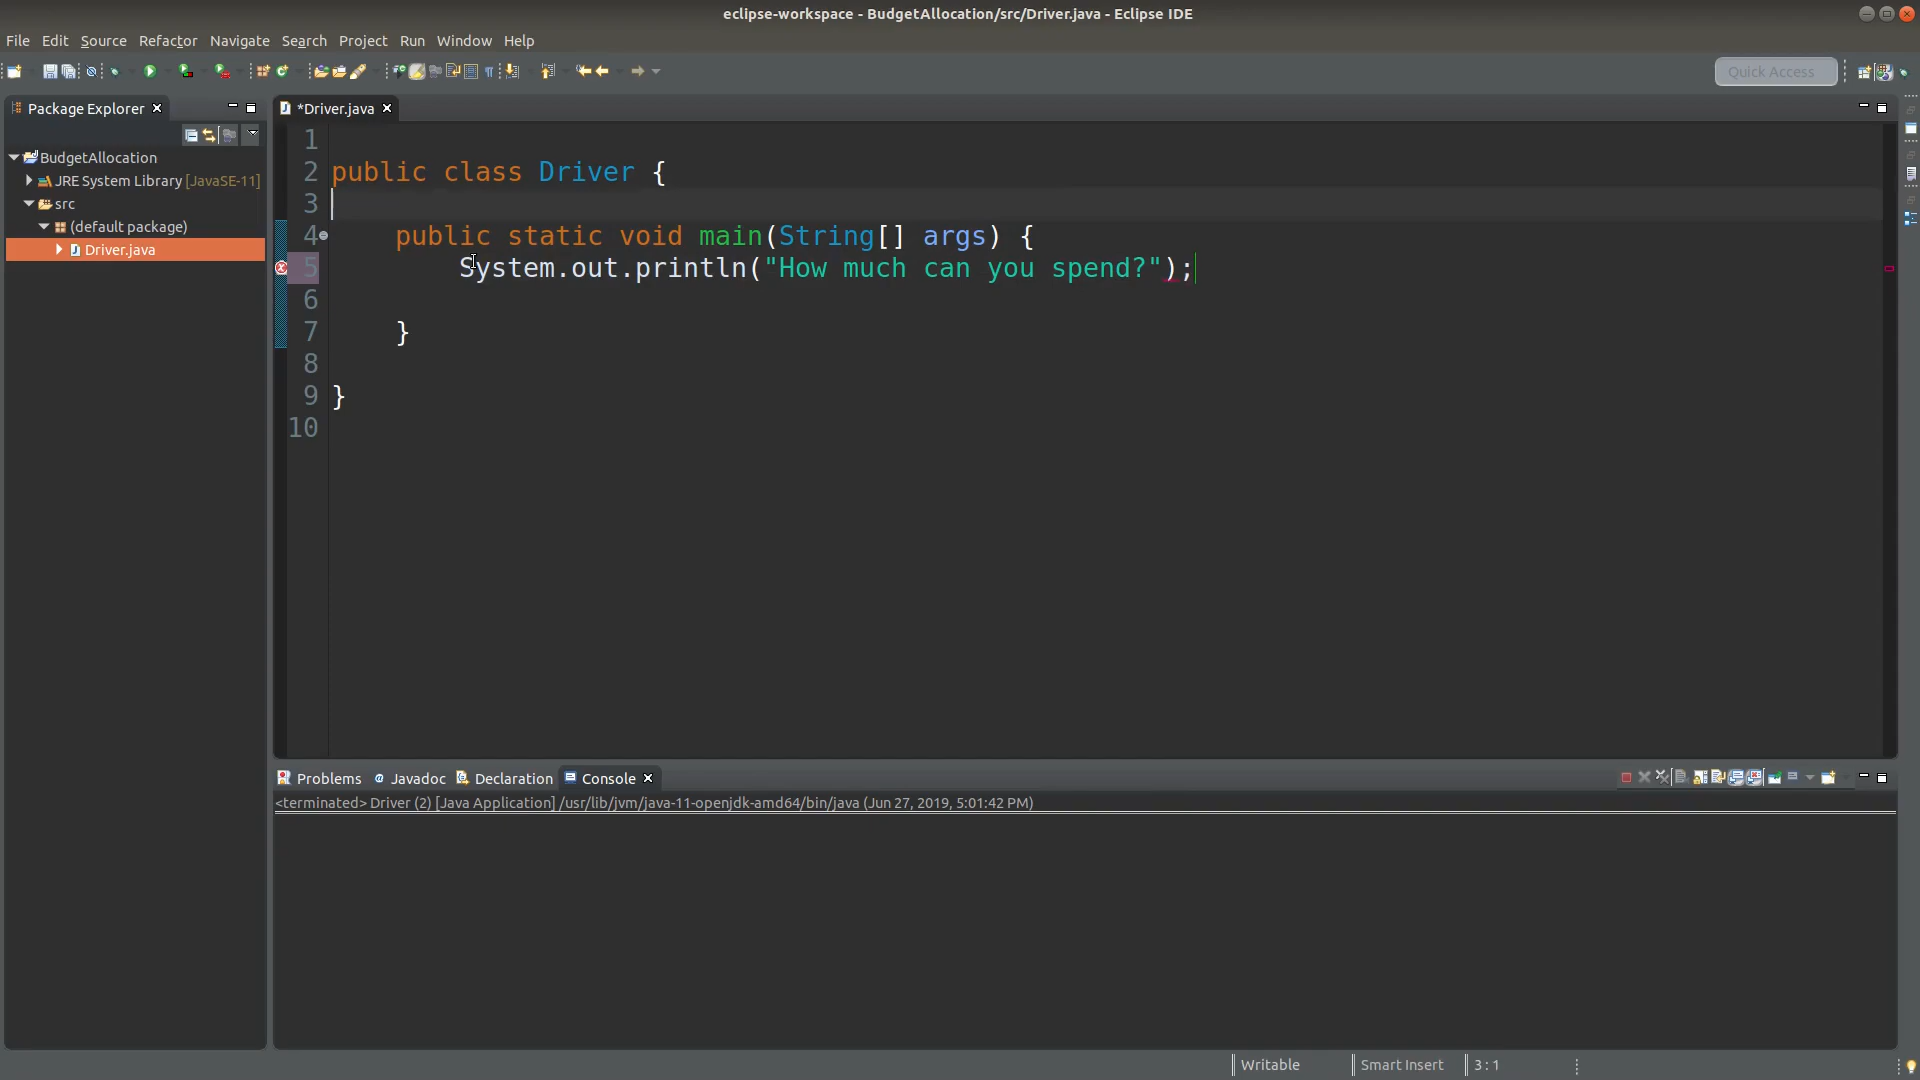 eclipse-workspace - BudgetAllocation/src/Driver.java - Eclipse IDE
File Edit Source Refactor Navigate Search Project Run Window Help
Quick Access
Package Explorer
*Driver.java
BudgetAllocation
JRE System Library [JavaSE-11]
src
(default package)
Driver.java
1
2 public class Driver {
3
4 public static void main(String[] args) {
5 System.out.println("How much can you spend?");
6
7 }
8
9 }
10
Problems @ Javadoc Declaration Console
<terminated> Driver (2) [Java Application] /usr/lib/jvm/java-11-openjdk-amd64/bin/java (Jun 27, 2019, 5:01:42 PM)
Writable Smart Insert 3 : 1